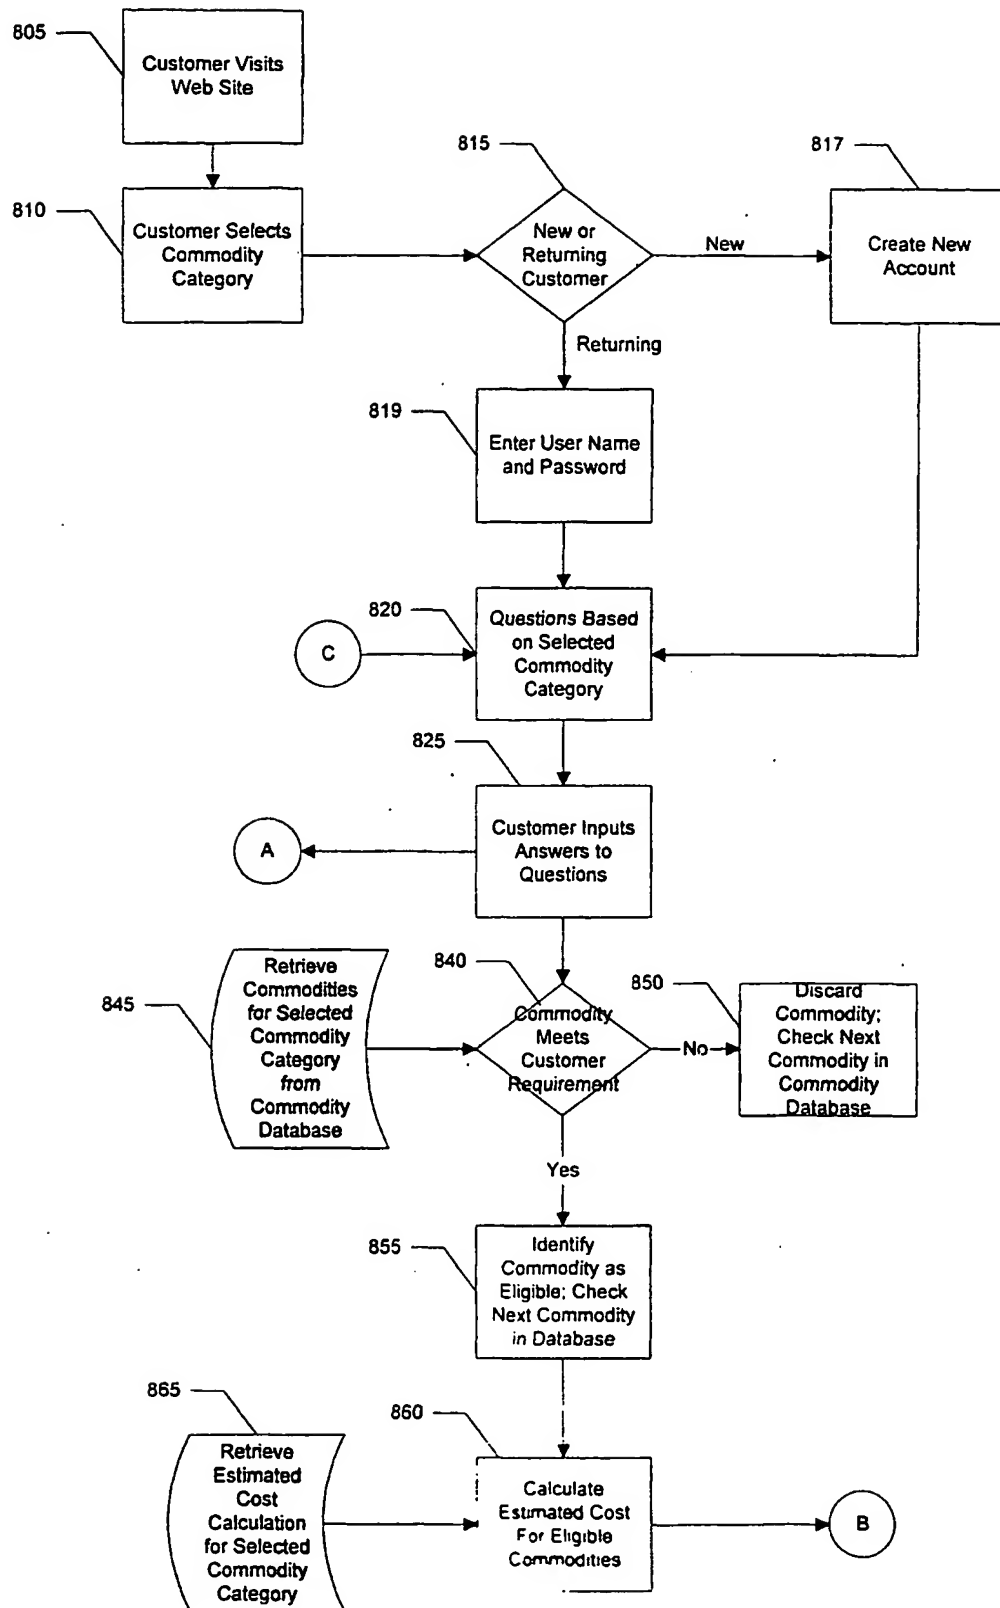 805
Customer Visits
Web Site
815
817
810
Customer Selects
Commodity
Category
New or
Returning
Customer
New
Create New
Account
Returning
819
Enter User Name
and Password
820
Questions Based
on Selected
Commodity
Category
C
825
Customer Inputs
Answers to
Questions
A
845
Retrieve
Commodities
for Selected
Commodity
Category
from
Commodity
Database
840
Commodity
Meets
Customer
Requirement
No
850
Discard
Commodity;
Check Next
Commodity in
Commodity
Database
Yes
855
Identify
Commodity as
Eligible; Check
Next Commodity
in Database
865
Retrieve
Estimated
Cost
Calculation
for Selected
Commodity
Category
860
Calculate
Estimated Cost
For Eligible
Commodities
B